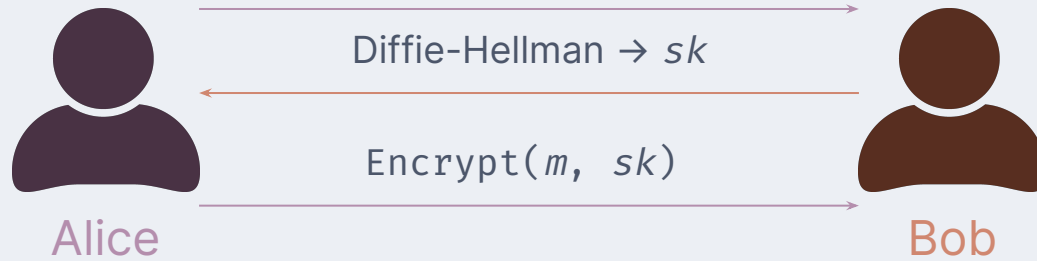 Diffie-Hellman → sk
Encrypt(m, sk)
Alice
Bob